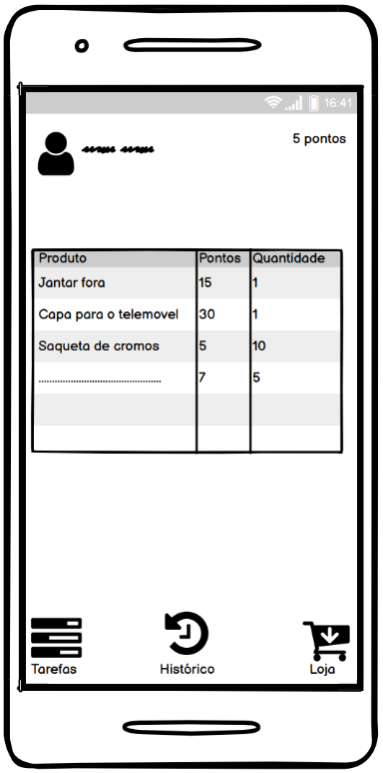 16:41
5 pontos
Produto Pontos Quantidade
Jantar fora 15 1
Capa para o telemovel 30 1
Saqueta de cromos 5 10
............................................... 7 5
Tarefas Histórico Loja